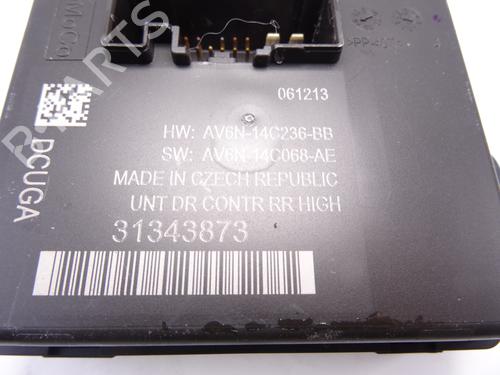 FoMoCo
061213
HW: AV6N-14C236-BB
SW: AV6N-14C068-AE
MADE IN CZECH REPUBLIC
UNT DR CONTR RR HIGH
31343873
DCUGA